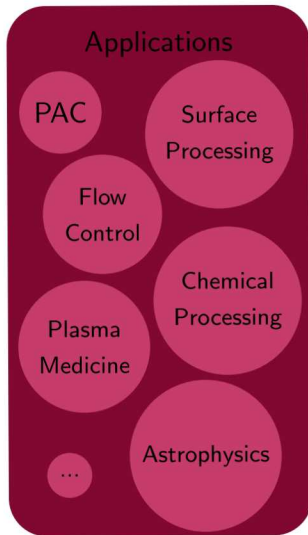 Applications
PAC
Surface
Processing
Flow
Control
Chemical
Processing
Plasma
Medicine
Astrophysics
...